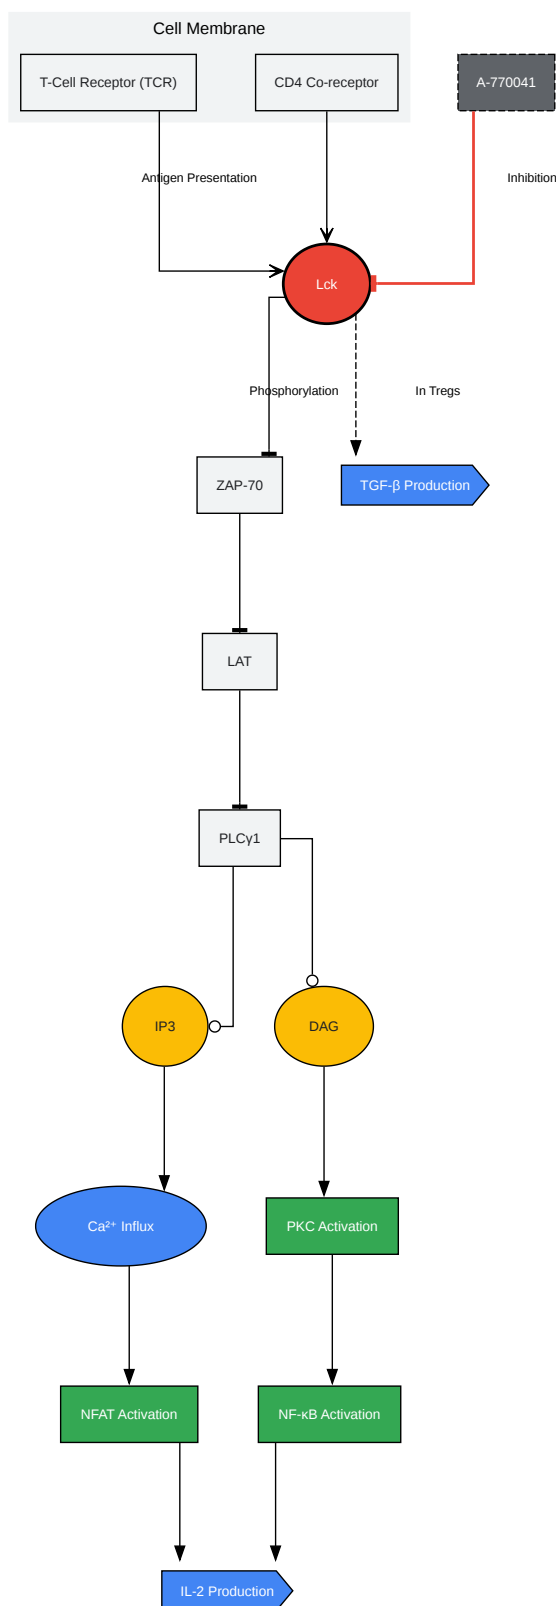 Cell Membrane
T-Cell Receptor (TCR)
CD4 Co-receptor
A-770041
Antigen Presentation
Inhibition
Lck
Phosphorylation
In Tregs
ZAP-70
TGF-β Production
LAT
PLCγ1
IP3
DAG
Ca²⁺ Influx
PKC Activation
NFAT Activation
NF-κB Activation
IL-2 Production